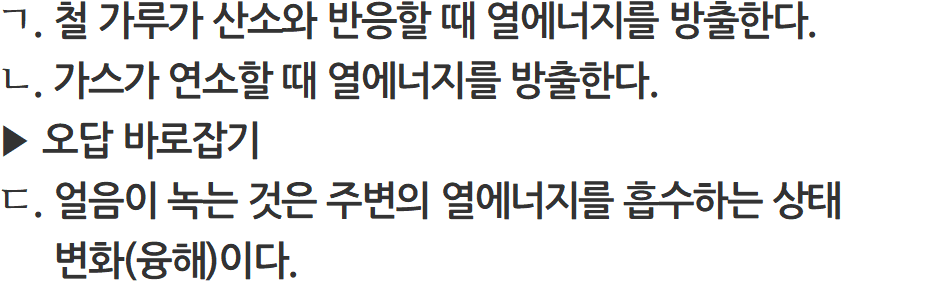 ㄱ. 철 가루가 산소와 반응할 때 열에너지를 방출한다.
ㄴ. 가스가 연소할 때 열에너지를 방출한다.
▶ 오답 바로잡기
ㄷ. 얼음이 녹는 것은 주변의 열에너지를 흡수하는 상태
변화(융해)이다.